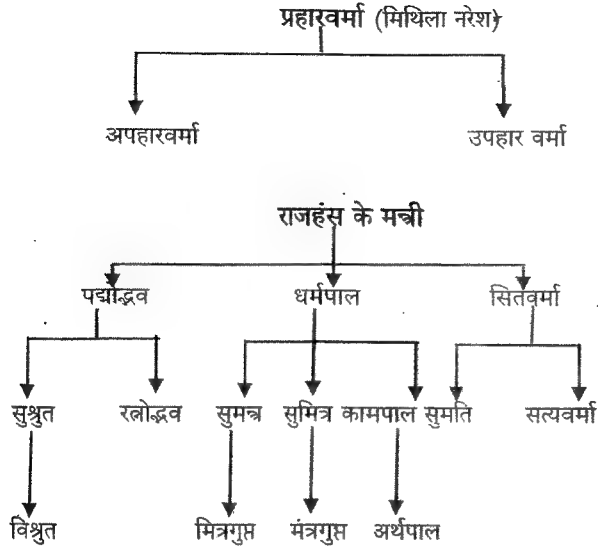 प्रहारवर्मा (मिथिला नरेश)
अपहारवर्मा उपहार वर्मा
राजहंस के मन्त्री
पद्मोद्भव धर्मपाल सितवर्मा
सुश्रुत रत्नोद्भव सुमन्त्र सुमित्र कामपाल सुमति सत्यवर्मा
विश्रुत मित्रगुप्त मंत्रगुप्त अर्थपाल